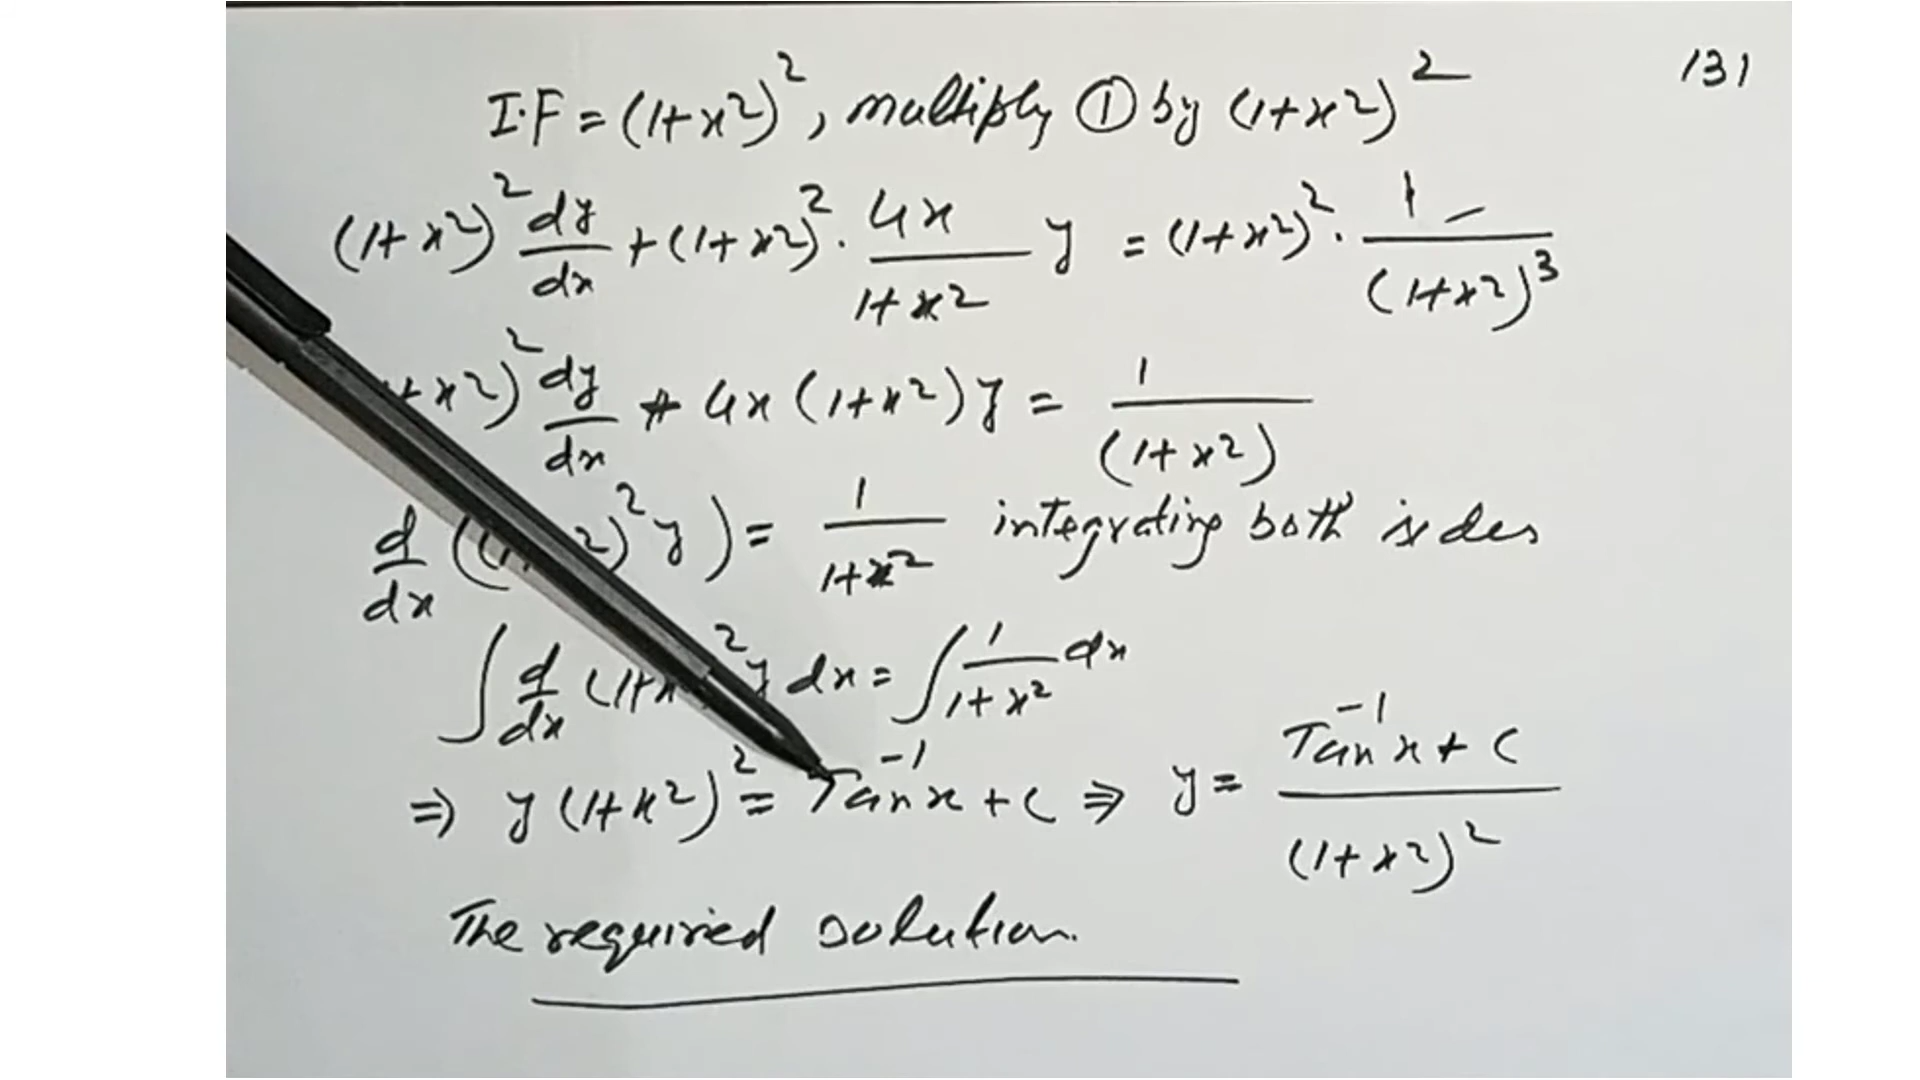 131
I.F = (1+x2)^2, multiply ① by (1+x2)^2
(1+x2)^2 dy/dx + (1+x2)^2 · 4x/1+x2 y = (1+x2)^2 · 1/(1+x2)^3
+x2)^2 dy/dx + 4x(1+x2)y = 1/(1+x2)
d/dx (( 2)^2 y) = 1/1+x2 integrating both sides
∫ d/dx (1+x ^2 y dx = ∫ 1/1+x2 dx
⇒ y(1+x2)^2 = Tan^-1 x + C ⇒ y = Tan^-1 x + C/(1+x2)^2
The required solution.